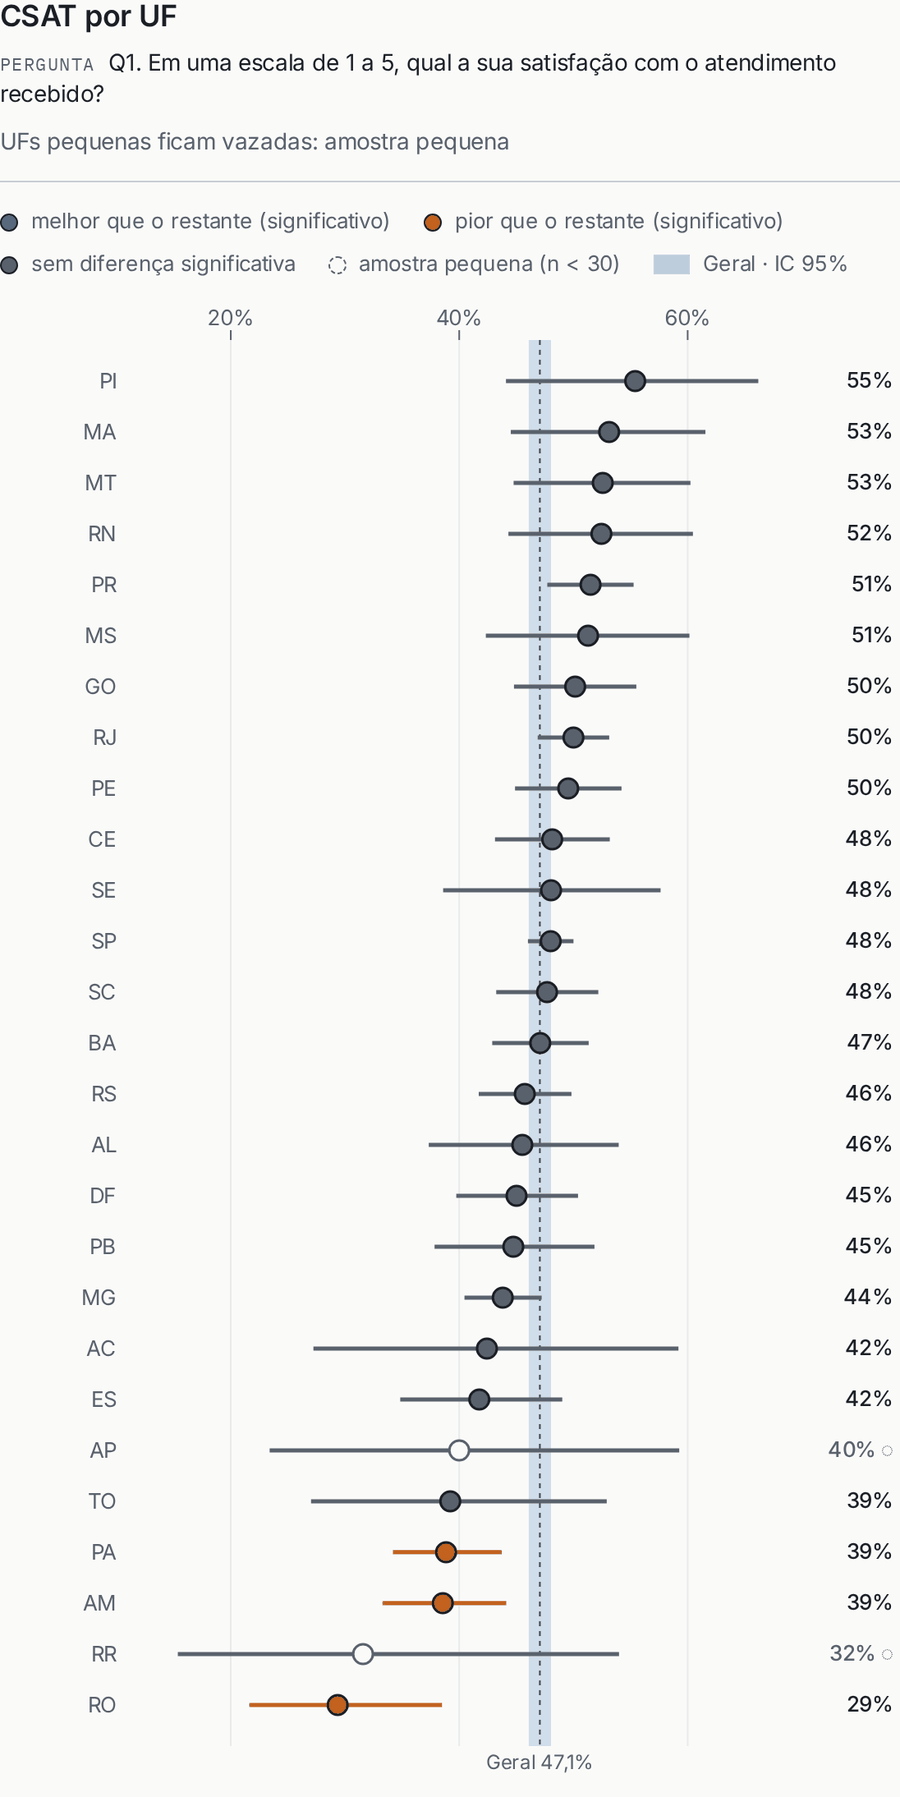 CSAT por UF
PERGUNTA Q1. Em uma escala de 1 a 5, qual a sua satisfação com o atendimento
recebido?
UFs pequenas ficam vazadas: amostra pequena
melhor que o restante (significativo) pior que o restante (significativo)
sem diferença significativa amostra pequena (n < 30) Geral · IC 95%
20% 40% 60%
PI 55%
MA 53%
MT 53%
RN 52%
PR 51%
MS 51%
GO 50%
RJ 50%
PE 50%
CE 48%
SE 48%
SP 48%
SC 48%
BA 47%
RS 46%
AL 46%
DF 45%
PB 45%
MG 44%
AC 42%
ES 42%
AP 40%
TO 39%
PA 39%
AM 39%
RR 32%
RO 29%
Geral 47,1%